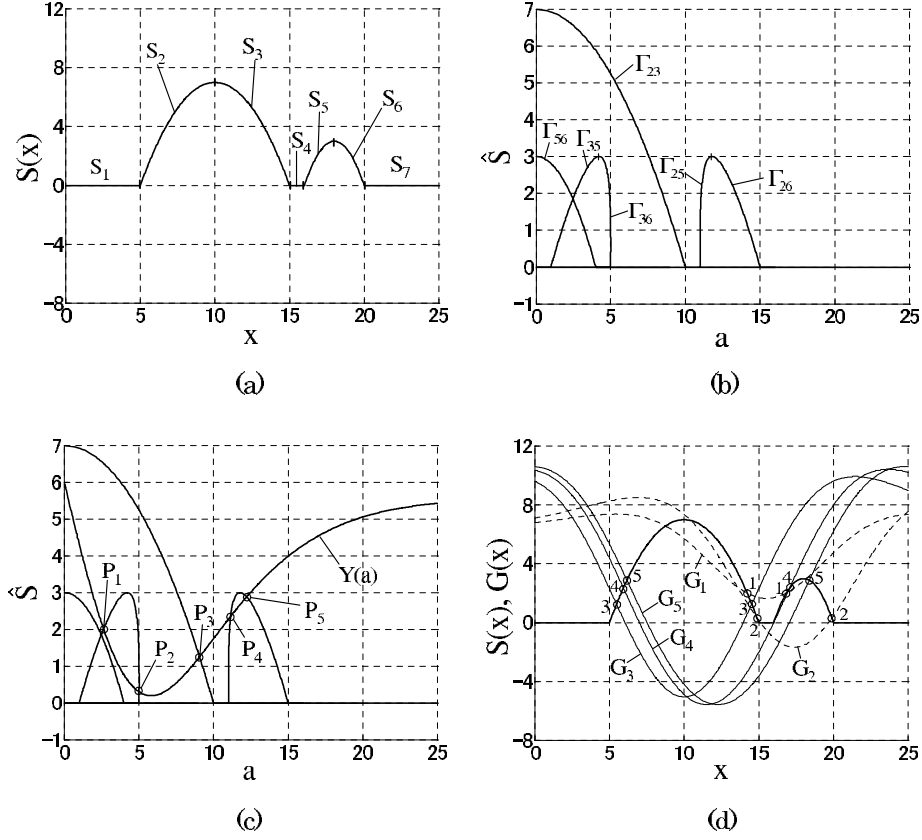 12
8
4
0
−4
−8
S(x)
S₁
S₂
S₃
S₄
S₅
S₆
S₇
0 5 10 15 20 25
x
(a)
7
6
5
4
3
2
1
0
−1
Ŝ
Γ₂₃
Γ₅₆
Γ₃₅
Γ₃₆
Γ₂₅
Γ₂₆
0 5 10 15 20 25
a
(b)
7
6
5
4
3
2
1
0
−1
Ŝ
P₁
P₂
P₃
P₄
P₅
Y(a)
0 5 10 15 20 25
a
(c)
12
8
4
0
−4
−8
S(x), G(x)
5
4
3
G₅
G₄
G₃
G₁
1
3
2
4
1
5
2
G₂
0 5 10 15 20 25
x
(d)